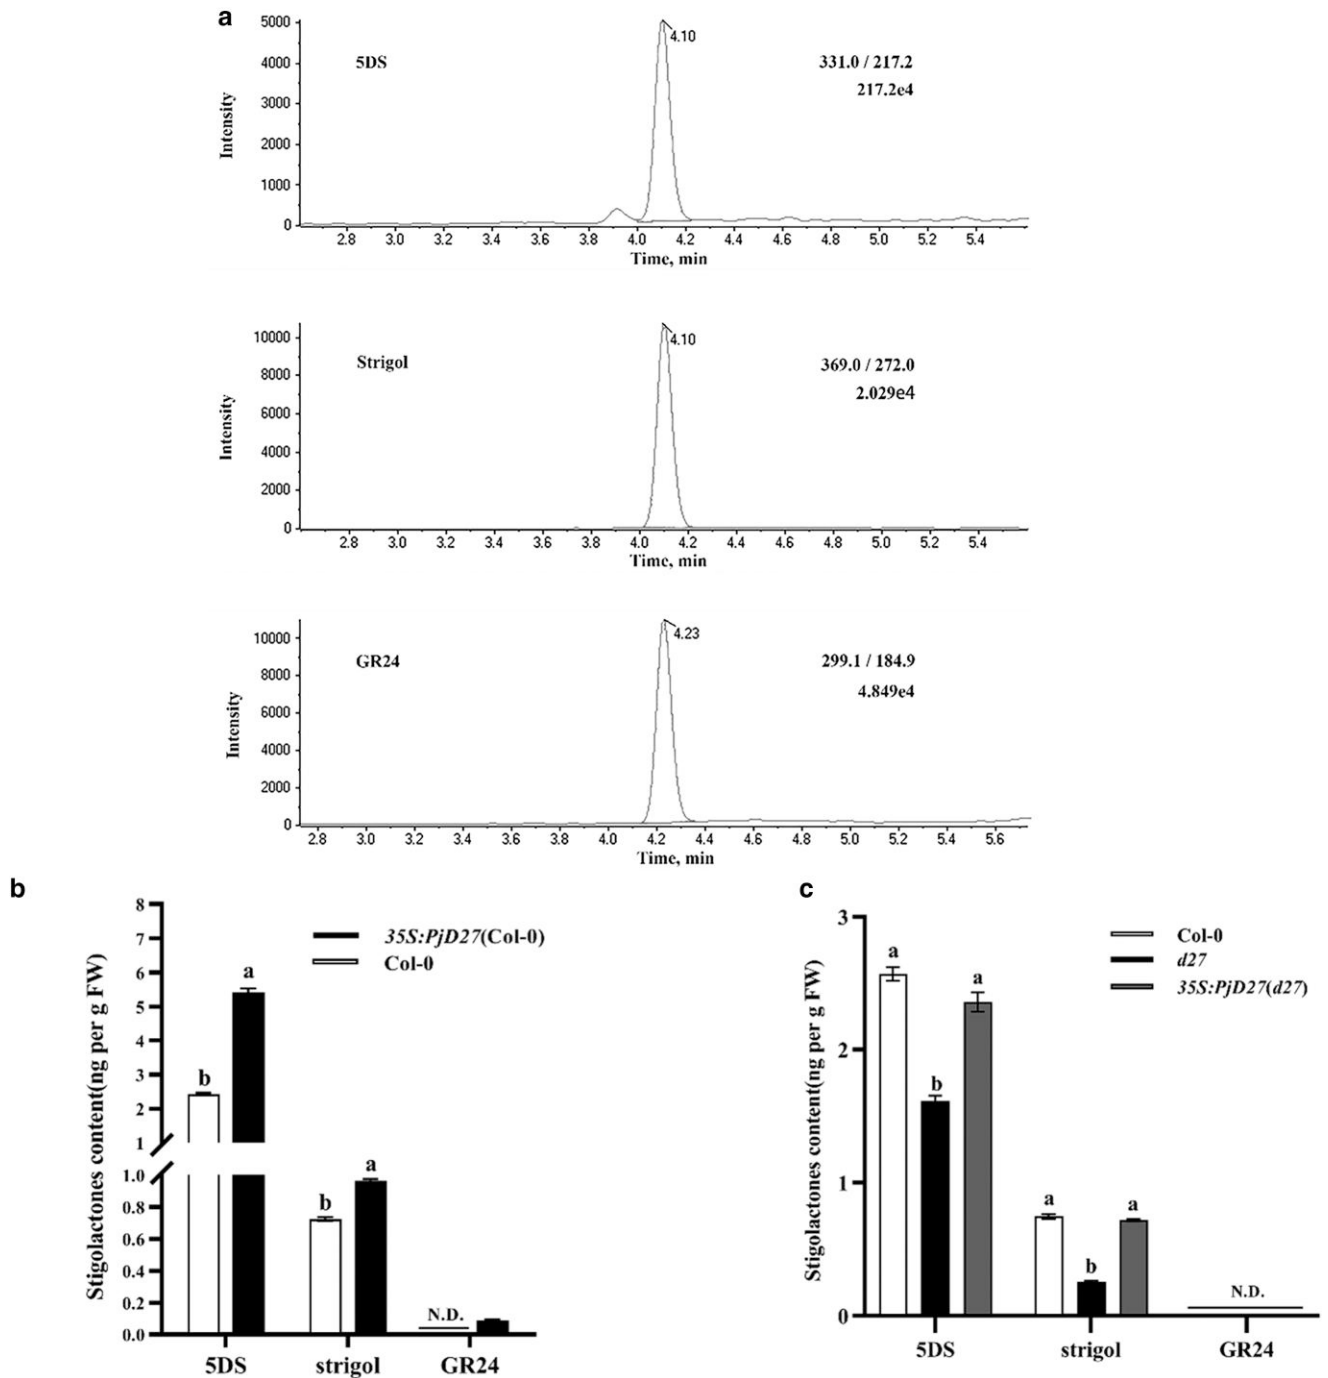 a
5000
4000
3000
2000
1000
0
Intensity
5DS
4.10
331.0 / 217.2
217.2e4
2.8 3.0 3.2 3.4 3.6 3.8 4.0 4.2 4.4 4.6 4.8 5.0 5.2 5.4
Time, min
10000
8000
6000
4000
2000
0
Intensity
Strigol
4.10
369.0 / 272.0
2.029e4
2.8 3.0 3.2 3.4 3.6 3.8 4.0 4.2 4.4 4.6 4.8 5.0 5.2 5.4
Time, min
10000
8000
6000
4000
2000
0
Intensity
GR24
4.23
299.1 / 184.9
4.849e4
2.8 3.0 3.2 3.4 3.6 3.8 4.0 4.2 4.4 4.6 4.8 5.0 5.2 5.4 5.6
Time, min
b
Stigolactones content(ng per g FW)
8
7
6
5
4
3
2
1
1.0
0.8
0.6
0.4
0.2
0.0
35S:PjD27(Col-0)
Col-0
b
a
b
a
N.D.
5DS strigol GR24
c
Stigolactones content(ng per g FW)
3
2
1
0
Col-0
d27
35S:PjD27(d27)
a
b
a
a
b
a
N.D.
5DS strigol GR24